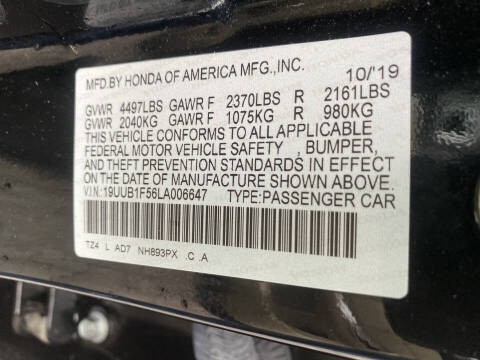 MFD.BY HONDA OF AMERICA MFG.,INC. 10/'19
GVWR 4497LBS GAWR F 2370LBS R 2161LBS
GVWR 2040KG GAWR F 1075KG R 980KG
THIS VEHICLE CONFORMS TO ALL APPLICABLE
FEDERAL MOTOR VEHICLE SAFETY , BUMPER,
AND THEFT PREVENTION STANDARDS IN EFFECT
ON THE DATE OF MANUFACTURE SHOWN ABOVE.
V.I.N: 19UUB1F56LA006647 TYPE:PASSENGER CAR
TZ4 L AD7 NH893PX .C .A